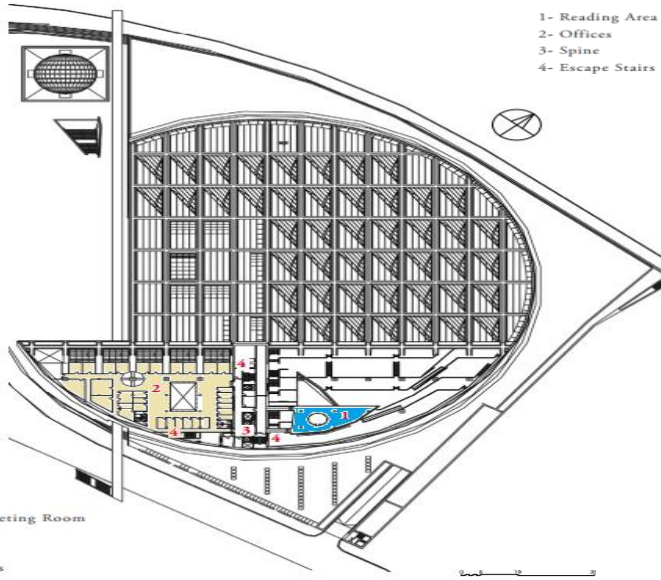 1- Reading Area
2- Offices
3- Spine
4- Escape Stairs
4
2
1
4
3
4
eting Room
s